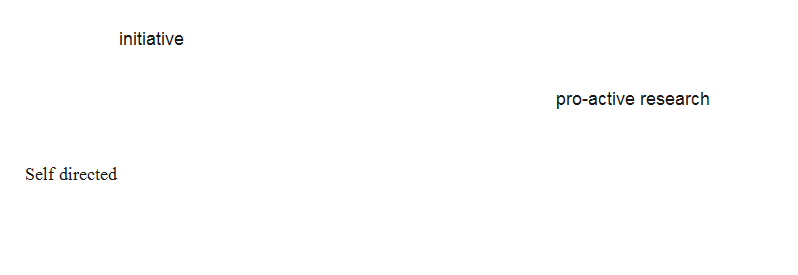 initiative
pro-active research
Self directed